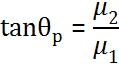 tanθₚ = μ₂/μ₁